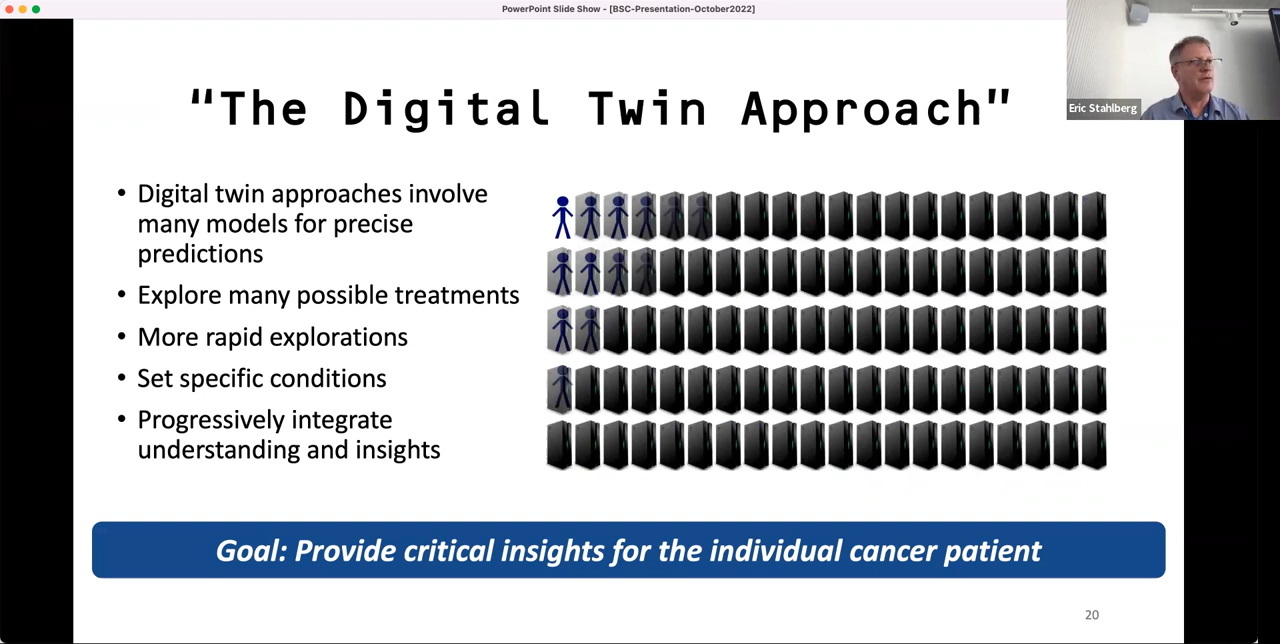 PowerPoint Slide Show - [BSC-Presentation-October2022]
Eric Stahlberg
“The Digital Twin Approach”
• Digital twin approaches involve
many models for precise
predictions
• Explore many possible treatments
• More rapid explorations
• Set specific conditions
• Progressively integrate
understanding and insights
Goal: Provide critical insights for the individual cancer patient
20